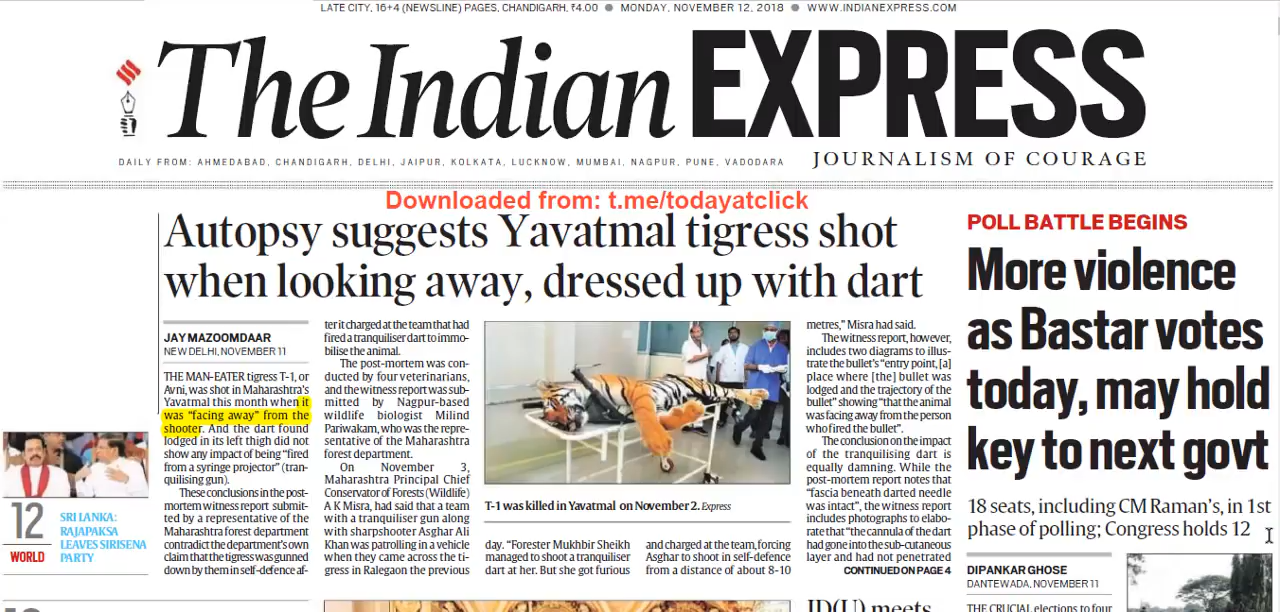 LATE CITY, 16+4 (NEWSLINE) PAGES, CHANDIGARH, ₹4.00 ● MONDAY, NOVEMBER 12, 2018 ● WWW.INDIANEXPRESS.COM
The Indian EXPRESS
DAILY FROM: AHMEDABAD, CHANDIGARH, DELHI, JAIPUR, KOLKATA, LUCKNOW, MUMBAI, NAGPUR, PUNE, VADODARA
JOURNALISM OF COURAGE
Downloaded from: t.me/todayatclick
Autopsy suggests Yavatmal tigress shot
when looking away, dressed up with dart
JAY MAZOOMDAAR
NEW DELHI, NOVEMBER 11
THE MAN-EATER tigress T-1, or
Avni, was shot in Maharashtra's
Yavatmal this month when it
was "facing away" from the
shooter. And the dart found
lodged in its left thigh did not
show any impact of being "fired
from a syringe projector" (tran-
quilising gun).
These conclusions in the post-
mortem witness report submit-
ted by a representative of the
Maharashtra forest department
contradict the department's own
claim that the tigress was gunned
down by them in self-defence af-
ter it charged at the team that had
fired a tranquiliser dart to immo-
bilise the animal.
The post-mortem was con-
ducted by four veterinarians,
and the witness report was sub-
mitted by Nagpur-based
wildlife biologist Milind
Pariwakam, who was the repre-
sentative of the Maharashtra
forest department.
On November 3,
Maharashtra Principal Chief
Conservator of Forests (Wildlife)
A K Misra, had said that a team
with a tranquiliser gun along
with sharpshooter Asghar Ali
Khan was patrolling in a vehicle
when they came across the ti-
gress in Ralegaon the previous
T-1 was killed in Yavatmal on November 2. Express
day. "Forester Mukhbir Sheikh
managed to shoot a tranquiliser
dart at her. But she got furious
and charged at the team, forcing
Asghar to shoot in self-defence
from a distance of about 8-10
metres," Misra had said.
The witness report, however,
includes two diagrams to illus-
trate the bullet's "entry point, [a]
place where [the] bullet was
lodged and the trajectory of the
bullet" showing "that the animal
was facing away from the person
who fired the bullet".
The conclusion on the impact
of the tranquilising dart is
equally damning. While the
post-mortem report notes that
"fascia beneath darted needle
was intact", the witness report
includes photographs to elabo-
rate that "the cannula of the dart
had gone into the sub-cutaneous
layer and had not penetrated
CONTINUED ON PAGE 4
12
WORLD
SRI LANKA:
RAJAPAKSA
LEAVES SIRISENA
PARTY
POLL BATTLE BEGINS
More violence
as Bastar votes
today, may hold
key to next govt
18 seats, including CM Raman's, in 1st
phase of polling; Congress holds 12
DIPANKAR GHOSE
DANTEWADA, NOVEMBER 11
THE CRUCIAL elections to four
JD(U) meets